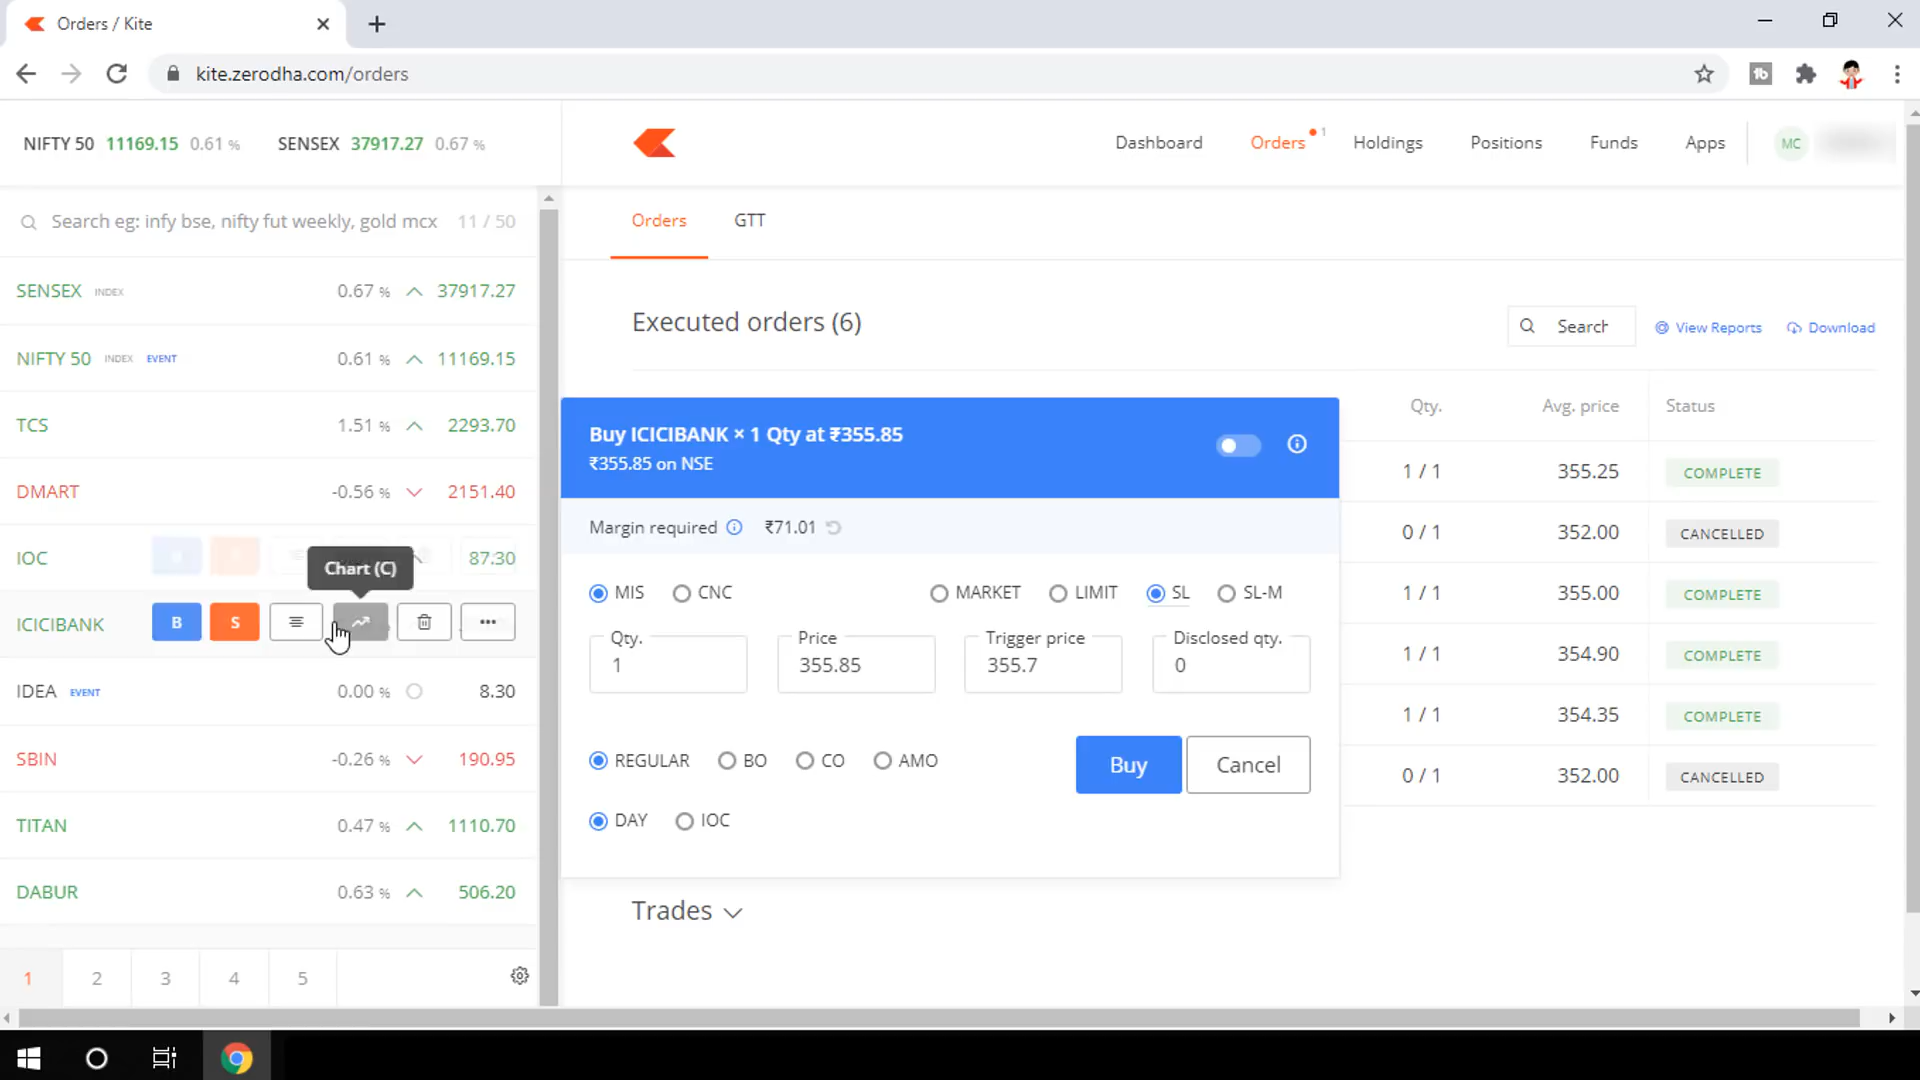 Orders / Kite
kite.zerodha.com/orders
NIFTY 50 11169.15 0.61 % SENSEX 37917.27 0.67 %
Dashboard Orders 1 Holdings Positions Funds Apps MC
Search eg: infy bse, nifty fut weekly, gold mcx 11 / 50
SENSEX INDEX 0.67 % 37917.27
NIFTY 50 INDEX EVENT 0.61 % 11169.15
TCS 1.51 % 2293.70
DMART -0.56 % 2151.40
IOC 87.30
Chart (C)
ICICIBANK B S
IDEA EVENT 0.00 % 8.30
SBIN -0.26 % 190.95
TITAN 0.47 % 1110.70
DABUR 0.63 % 506.20
1 2 3 4 5
Orders GTT
Executed orders (6)
Search View Reports Download
Qty. Avg. price Status
1 / 1 355.25 COMPLETE
0 / 1 352.00 CANCELLED
1 / 1 355.00 COMPLETE
1 / 1 354.90 COMPLETE
1 / 1 354.35 COMPLETE
0 / 1 352.00 CANCELLED
Buy ICICIBANK × 1 Qty at ₹355.85
₹355.85 on NSE
Margin required ₹71.01
MIS CNC MARKET LIMIT SL SL-M
Qty. Price Trigger price Disclosed qty.
1 355.85 355.7 0
REGULAR BO CO AMO
Buy Cancel
DAY IOC
Trades